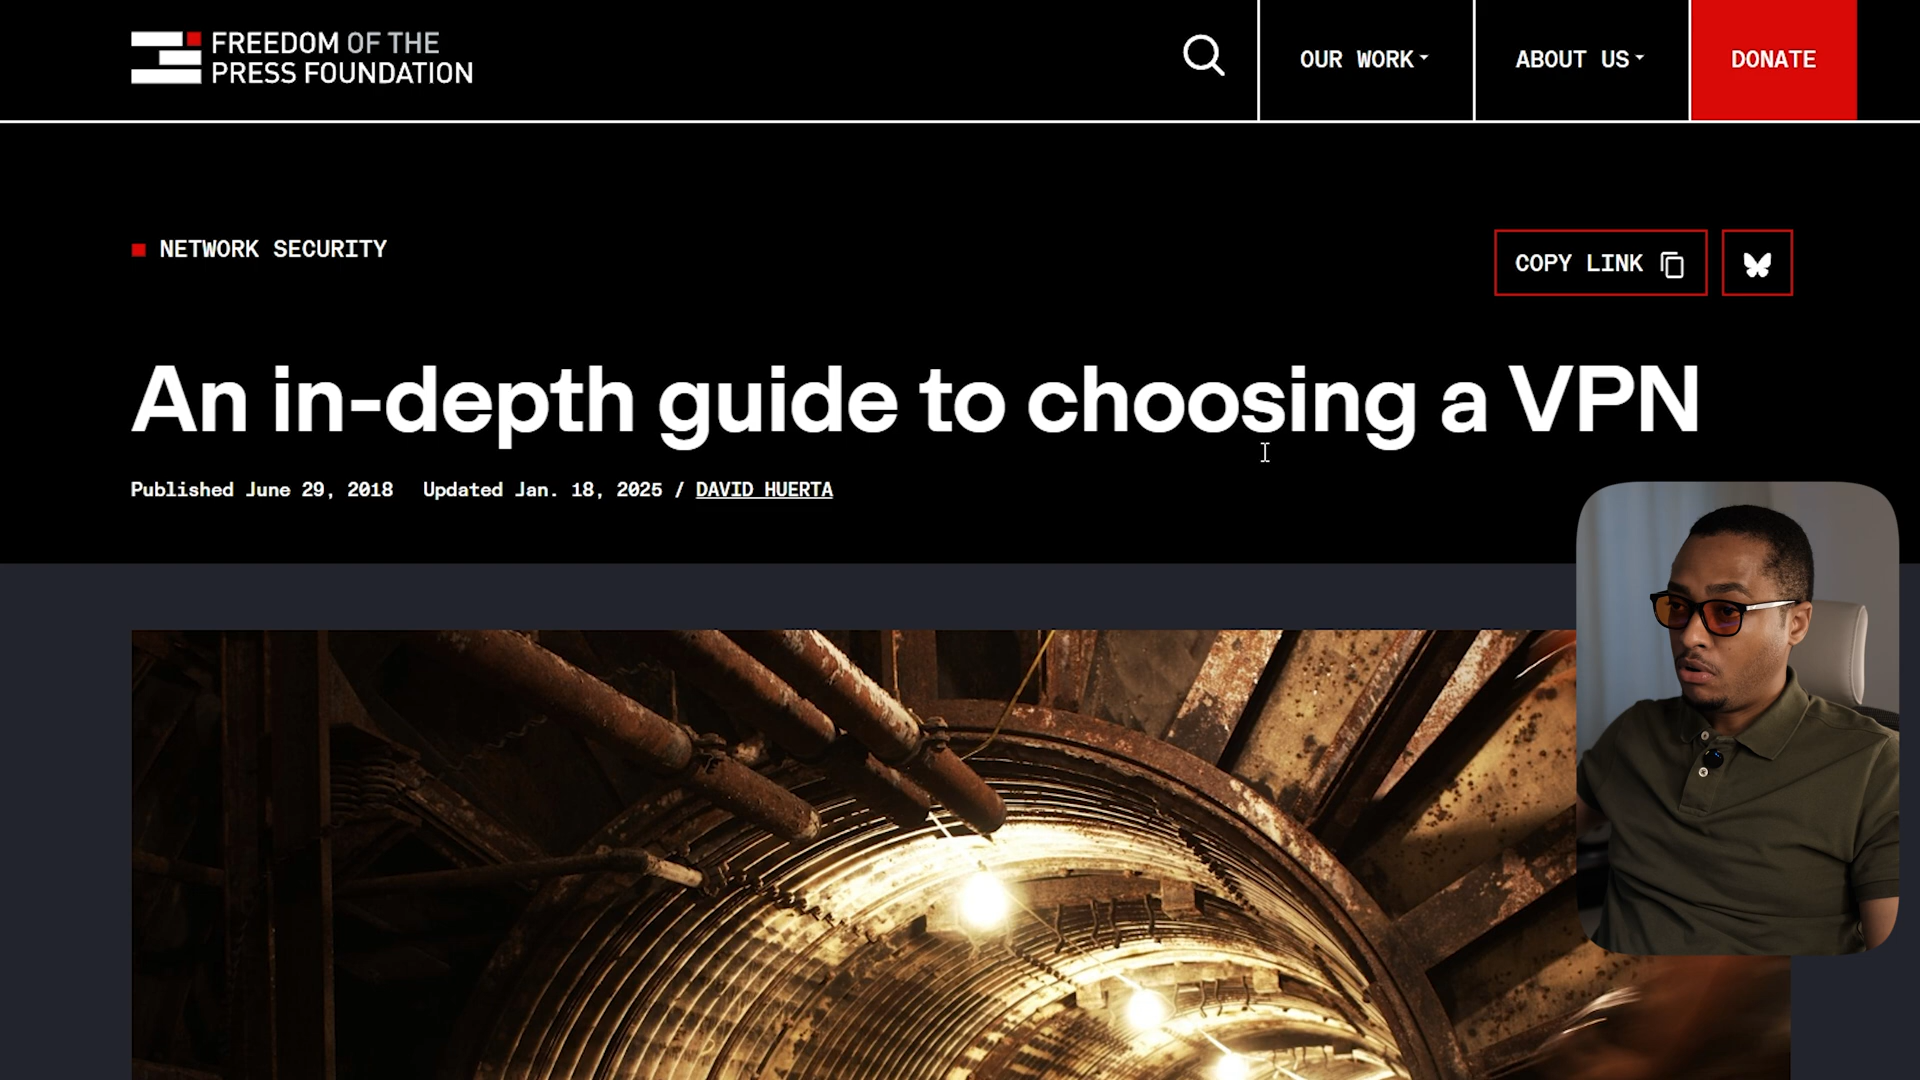 FREEDOM OF THE
PRESS FOUNDATION
OUR WORK
ABOUT US
DONATE
NETWORK SECURITY
COPY LINK
An in-depth guide to choosing a VPN
Published June 29, 2018 Updated Jan. 18, 2025 / DAVID HUERTA